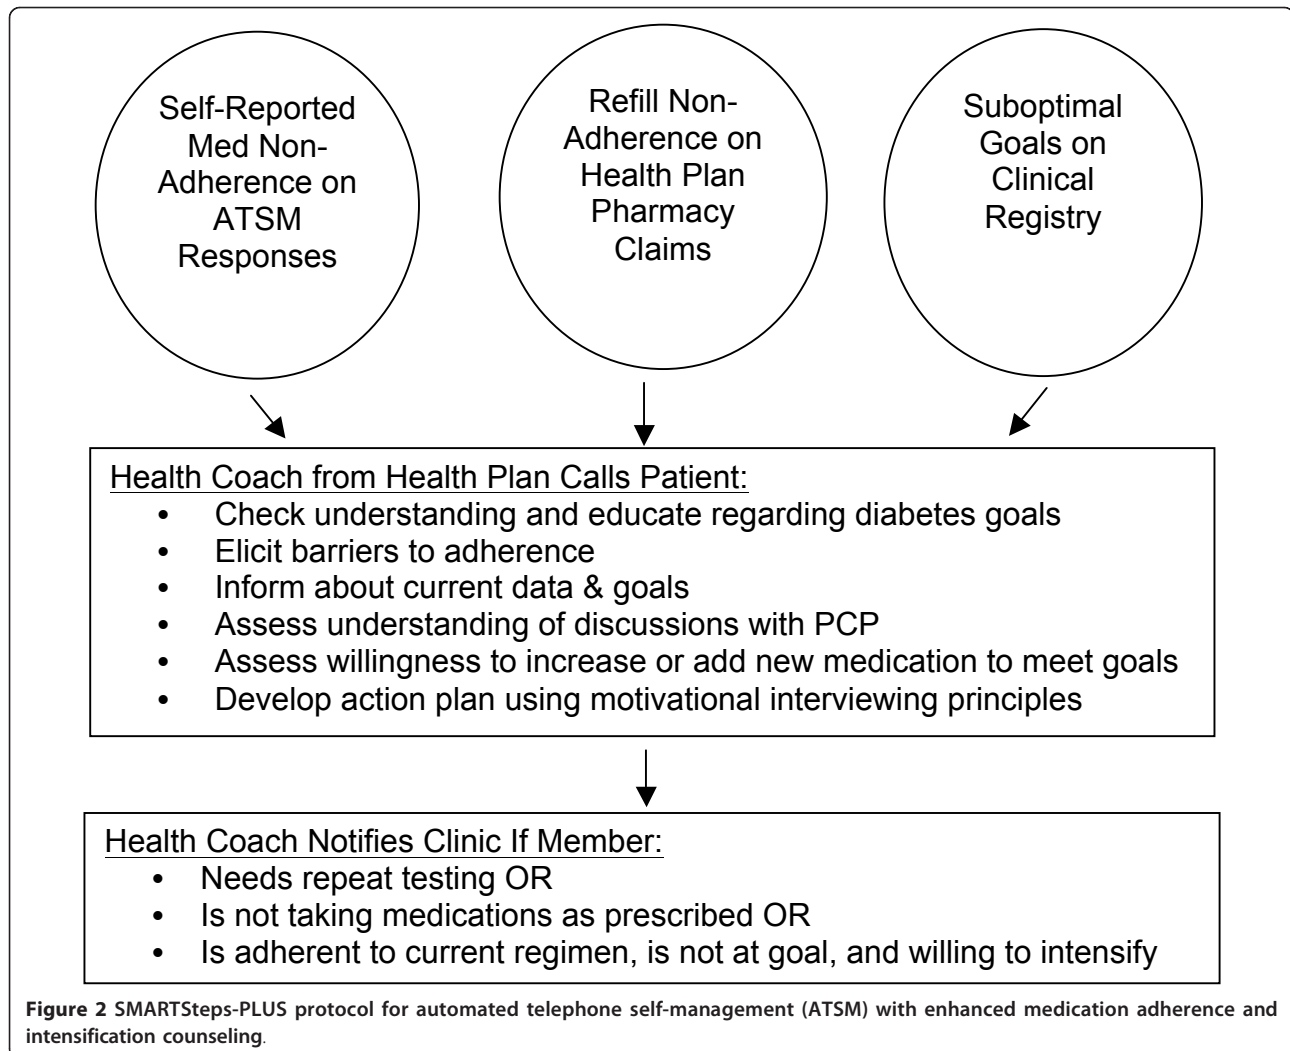 Self-Reported
Med Non-
Adherence on
ATSM
Responses
Refill Non-
Adherence on
Health Plan
Pharmacy
Claims
Suboptimal
Goals on
Clinical
Registry
Health Coach from Health Plan Calls Patient:
• Check understanding and educate regarding diabetes goals
• Elicit barriers to adherence
• Inform about current data & goals
• Assess understanding of discussions with PCP
• Assess willingness to increase or add new medication to meet goals
• Develop action plan using motivational interviewing principles
Health Coach Notifies Clinic If Member:
• Needs repeat testing OR
• Is not taking medications as prescribed OR
• Is adherent to current regimen, is not at goal, and willing to intensify
Figure 2 SMARTSteps-PLUS protocol for automated telephone self-management (ATSM) with enhanced medication adherence and
intensification counseling.